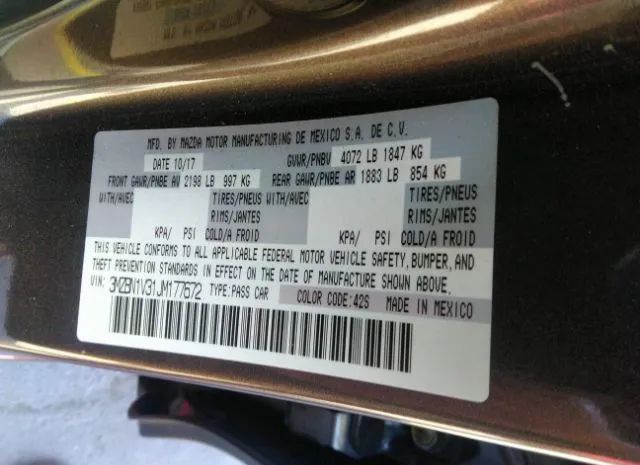 MFD. BY MAZDA MOTOR MANUFACTURING DE MEXICO S.A. DE C.V.
DATE 10/17 GVWR/PNBV 4072 LB 1847 KG
FRONT GAWR/PNBE AV 2198 LB 997 KG REAR GAWR/PNBE AR 1883 LB 854 KG
WITH/AVEC TIRES/PNEUS WITH/AVEC TIRES/PNEUS
RIMS/JANTES RIMS/JANTES
KPA/ PSI COLD/A FROID KPA/ PSI COLD/A FROID
THIS VEHICLE CONFORMS TO ALL APPLICABLE FEDERAL MOTOR VEHICLE SAFETY, BUMPER, AND
THEFT PREVENTION STANDARDS IN EFFECT ON THE DATE OF MANUFACTURE SHOWN ABOVE.
VIN: 3MZBN1V31JM177672 TYPE:PASS CAR COLOR CODE:42S MADE IN MEXICO